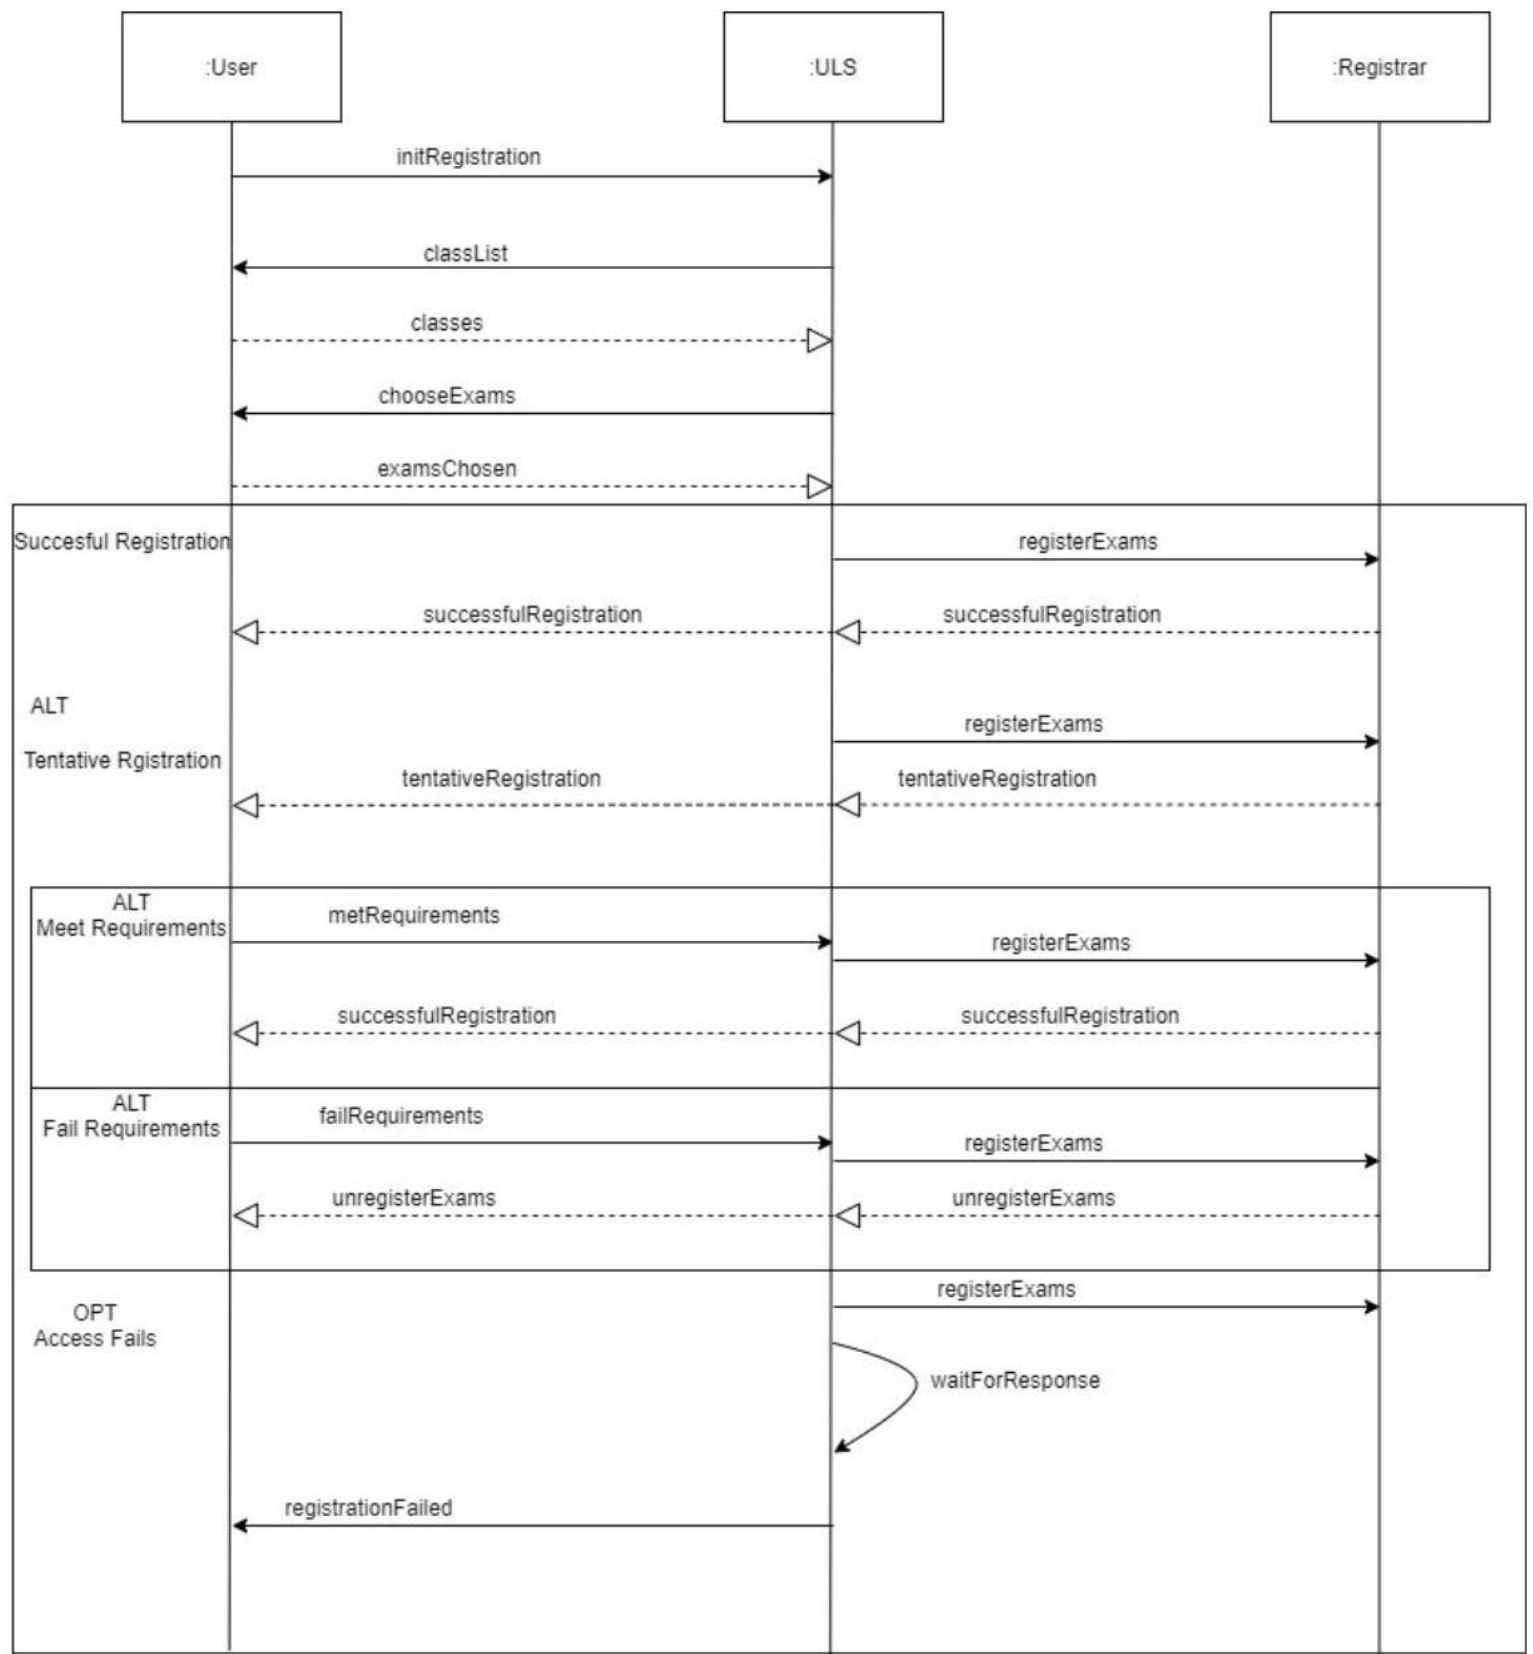 :User
:ULS
:Registrar
initRegistration
classList
classes
chooseExams
examsChosen
Succesful Registration
registerExams
successfulRegistration
successfulRegistration
ALT
registerExams
Tentative Rgistration
tentativeRegistration
tentativeRegistration
ALT
Meet Requirements
metRequirements
registerExams
successfulRegistration
successfulRegistration
ALT
Fail Requirements
failRequirements
registerExams
unregisterExams
unregisterExams
registerExams
OPT
Access Fails
waitForResponse
registrationFailed